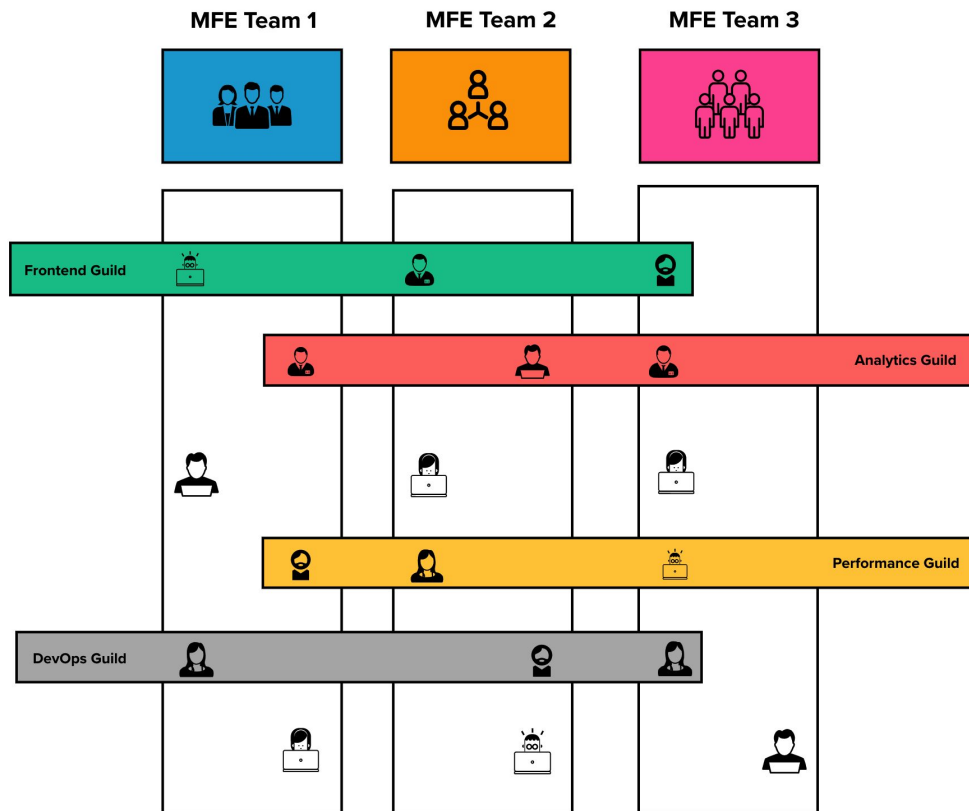 MFE Team 1
MFE Team 2
MFE Team 3
Frontend Guild
Analytics Guild
Performance Guild
DevOps Guild